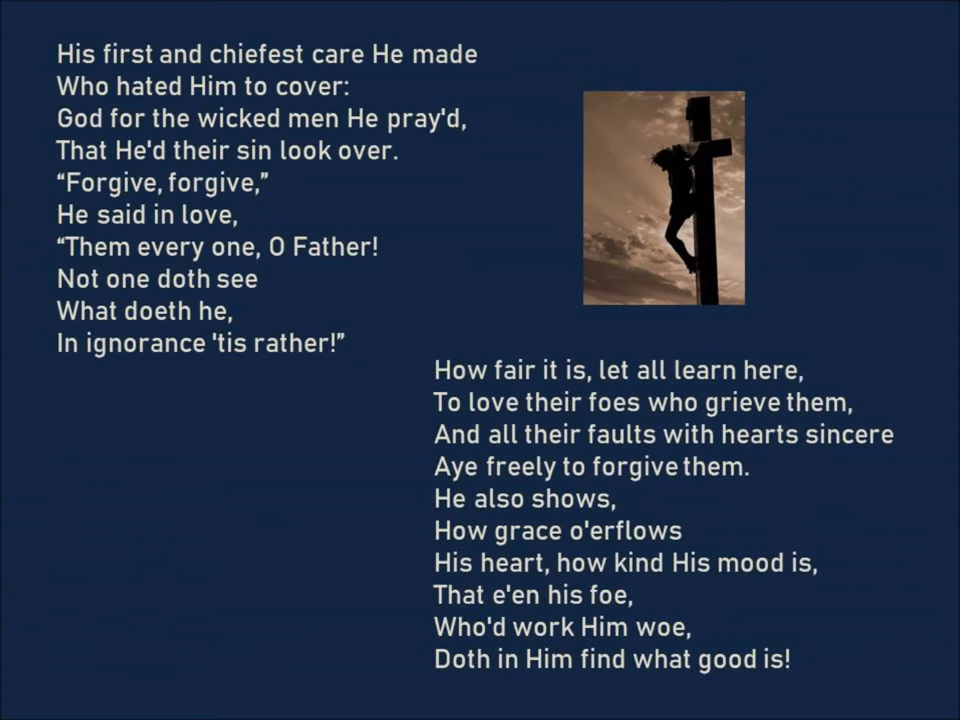 His first and chiefest care He made
Who hated Him to cover:
God for the wicked men He pray'd,
That He'd their sin look over.
“Forgive, forgive,”
He said in love,
“Them every one, O Father!
Not one doth see
What doeth he,
In ignorance 'tis rather!”
How fair it is, let all learn here,
To love their foes who grieve them,
And all their faults with hearts sincere
Aye freely to forgive them.
He also shows,
How grace o'erflows
His heart, how kind His mood is,
That e'en his foe,
Who'd work Him woe,
Doth in Him find what good is!